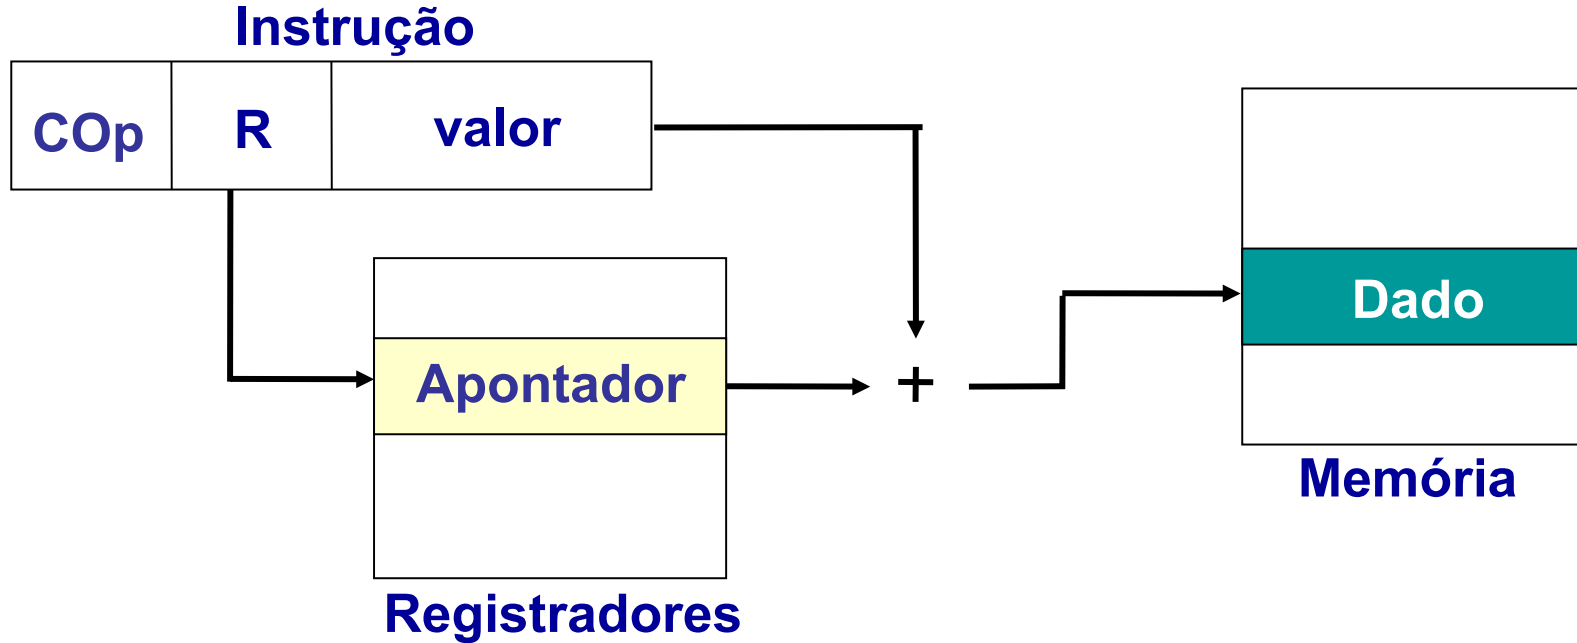 Instrução
COp R valor
Dado
Apontador +
Memória
Registradores